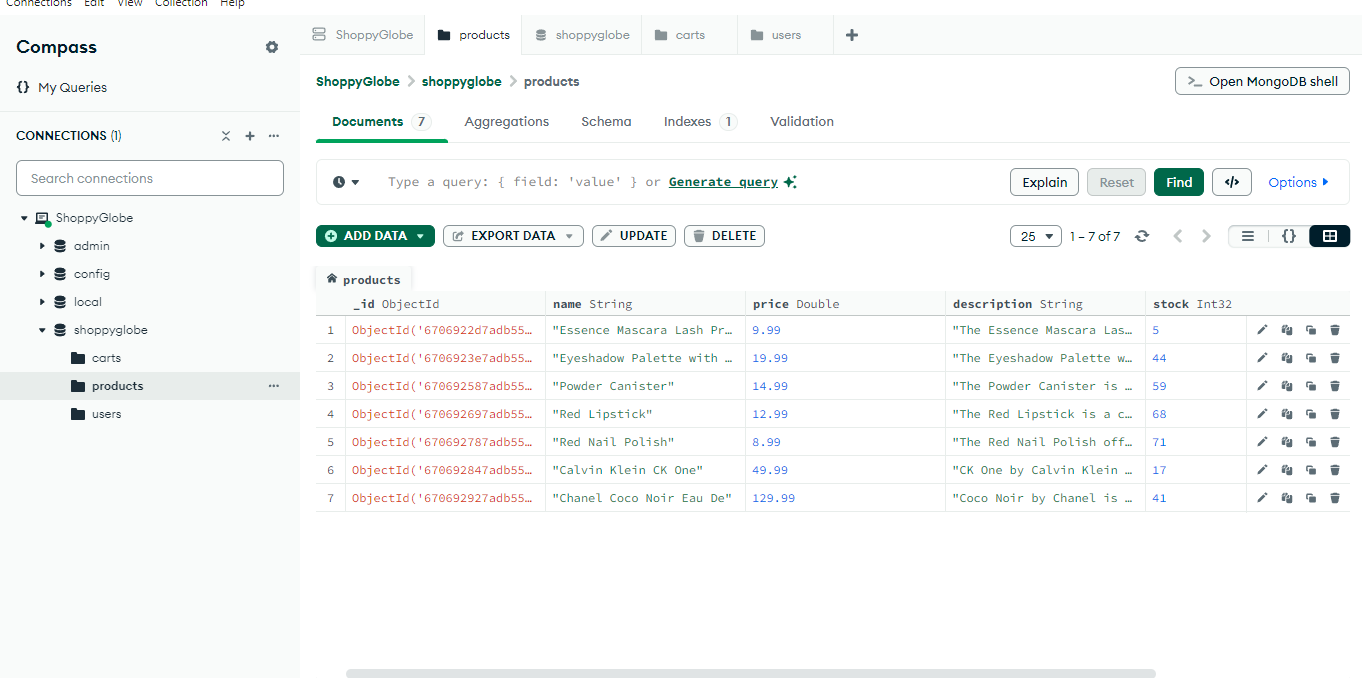 Connections Edit View Collection Help
Compass
ShoppyGlobe products shoppyglobe carts users
{} My Queries
ShoppyGlobe shoppyglobe products
>_ Open MongoDB shell
CONNECTIONS (1)
Documents 7 Aggregations Schema Indexes 1 Validation
Search connections
Type a query: { field: 'value' } or Generate query
Explain Reset Find </> Options
ShoppyGlobe
admin
config
local
shoppyglobe
carts
products
users
ADD DATA EXPORT DATA UPDATE DELETE
25 1 – 7 of 7 {}
products
_id ObjectId name String price Double description String stock Int32
1 ObjectId('6706922d7adb55… "Essence Mascara Lash Pr… 9.99 "The Essence Mascara Las… 5
2 ObjectId('6706923e7adb55… "Eyeshadow Palette with … 19.99 "The Eyeshadow Palette w… 44
3 ObjectId('670692587adb55… "Powder Canister" 14.99 "The Powder Canister is … 59
4 ObjectId('670692697adb55… "Red Lipstick" 12.99 "The Red Lipstick is a c… 68
5 ObjectId('670692787adb55… "Red Nail Polish" 8.99 "The Red Nail Polish off… 71
6 ObjectId('670692847adb55… "Calvin Klein CK One" 49.99 "CK One by Calvin Klein … 17
7 ObjectId('670692927adb55… "Chanel Coco Noir Eau De" 129.99 "Coco Noir by Chanel is … 41